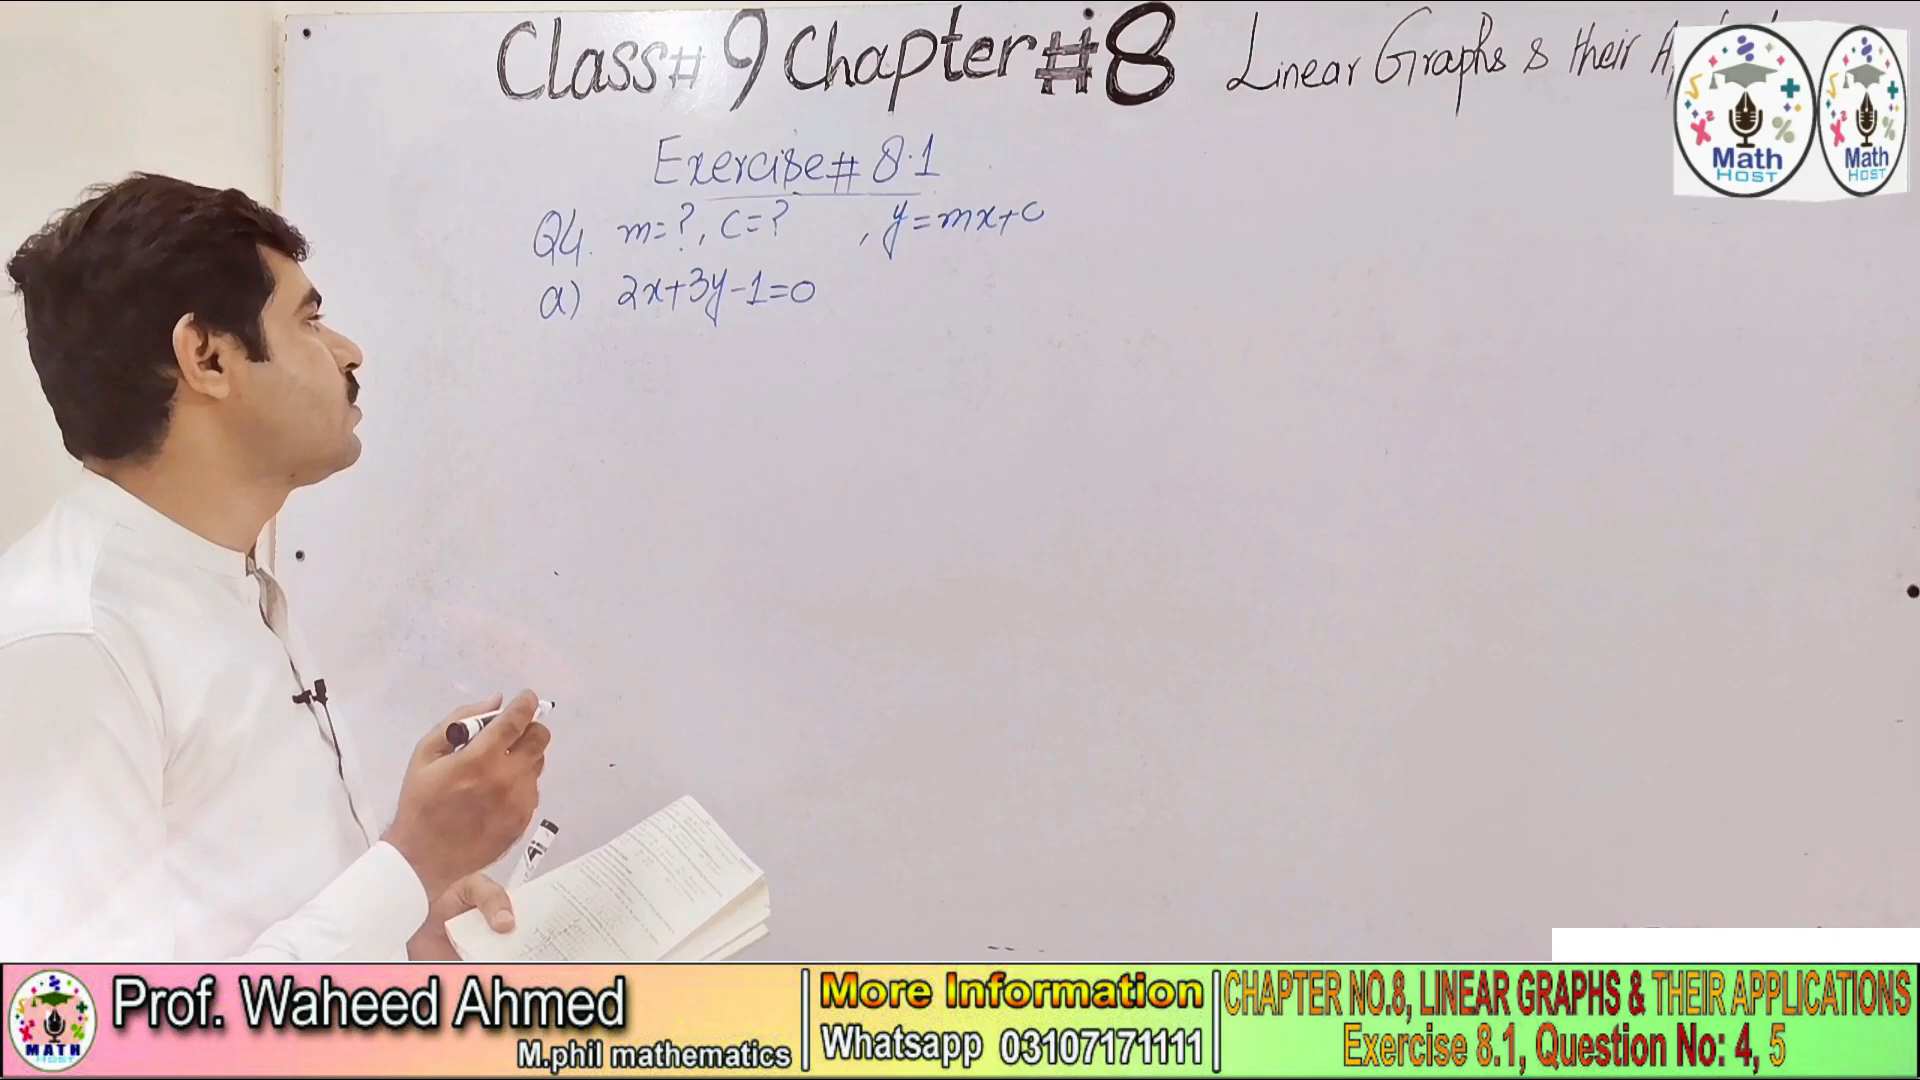 Class# 9 Chapter #8 Linear Graphs & their
Exercise# 8.1
Q4. m=?, c=? , y=mx+c
a) 2x+3y-1=0
Math
HOST
Math
HOST
MATH
HOST
Prof. Waheed Ahmed
M.phil mathematics
More Information
Whatsapp 03107171111
CHAPTER NO.8, LINEAR GRAPHS & THEIR APPLICATIONS
Exercise 8.1, Question No: 4, 5